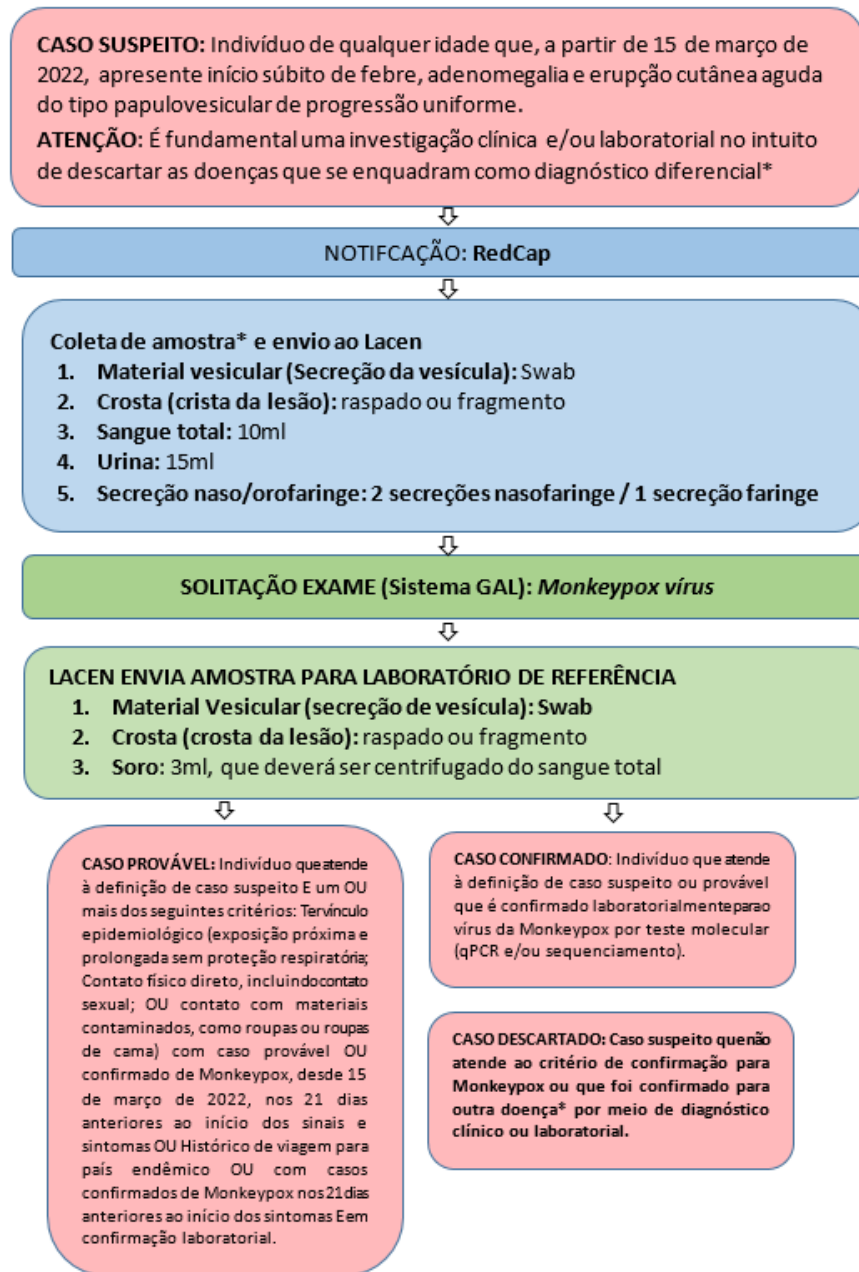 CASO SUSPEITO: Indivíduo de qualquer idade que, a partir de 15 de março de
2022, apresente início súbito de febre, adenomegalia e erupção cutânea aguda
do tipo papulovesicular de progressão uniforme.
ATENÇÃO: É fundamental uma investigação clínica e/ou laboratorial no intuito
de descartar as doenças que se enquadram como diagnóstico diferencial*
NOTIFCAÇÃO: RedCap
Coleta de amostra* e envio ao Lacen
1. Material vesicular (Secreção da vesícula): Swab
2. Crosta (crista da lesão): raspado ou fragmento
3. Sangue total: 10ml
4. Urina: 15ml
5. Secreção naso/orofaringe: 2 secreções nasofaringe / 1 secreção faringe
SOLITAÇÃO EXAME (Sistema GAL): Monkeypox vírus
LACEN ENVIA AMOSTRA PARA LABORATÓRIO DE REFERÊNCIA
1. Material Vesicular (secreção de vesícula): Swab
2. Crosta (crosta da lesão): raspado ou fragmento
3. Soro: 3ml, que deverá ser centrifugado do sangue total
CASO PROVÁVEL: Indivíduo que atende
à definição de caso suspeito E um OU
mais dos seguintes critérios: Ter vínculo
epidemiológico (exposição próxima e
prolongada sem proteção respiratória;
Contato físico direto, incluindo contato
sexual; OU contato com materiais
contaminados, como roupas ou roupas
de cama) com caso provável OU
confirmado de Monkeypox, desde 15
de março de 2022, nos 21 dias
anteriores ao início dos sinais e
sintomas OU Histórico de viagem para
país endêmico OU com casos
confirmados de Monkeypox nos 21 dias
anteriores ao início dos sintomas E em
confirmação laboratorial.
CASO CONFIRMADO: Indivíduo que atende
à definição de caso suspeito ou provável
que é confirmado laboratorialmente para o
vírus da Monkeypox por teste molecular
(qPCR e/ou sequenciamento).
CASO DESCARTADO: Caso suspeito que não
atende ao critério de confirmação para
Monkeypox ou que foi confirmado para
outra doença* por meio de diagnóstico
clínico ou laboratorial.